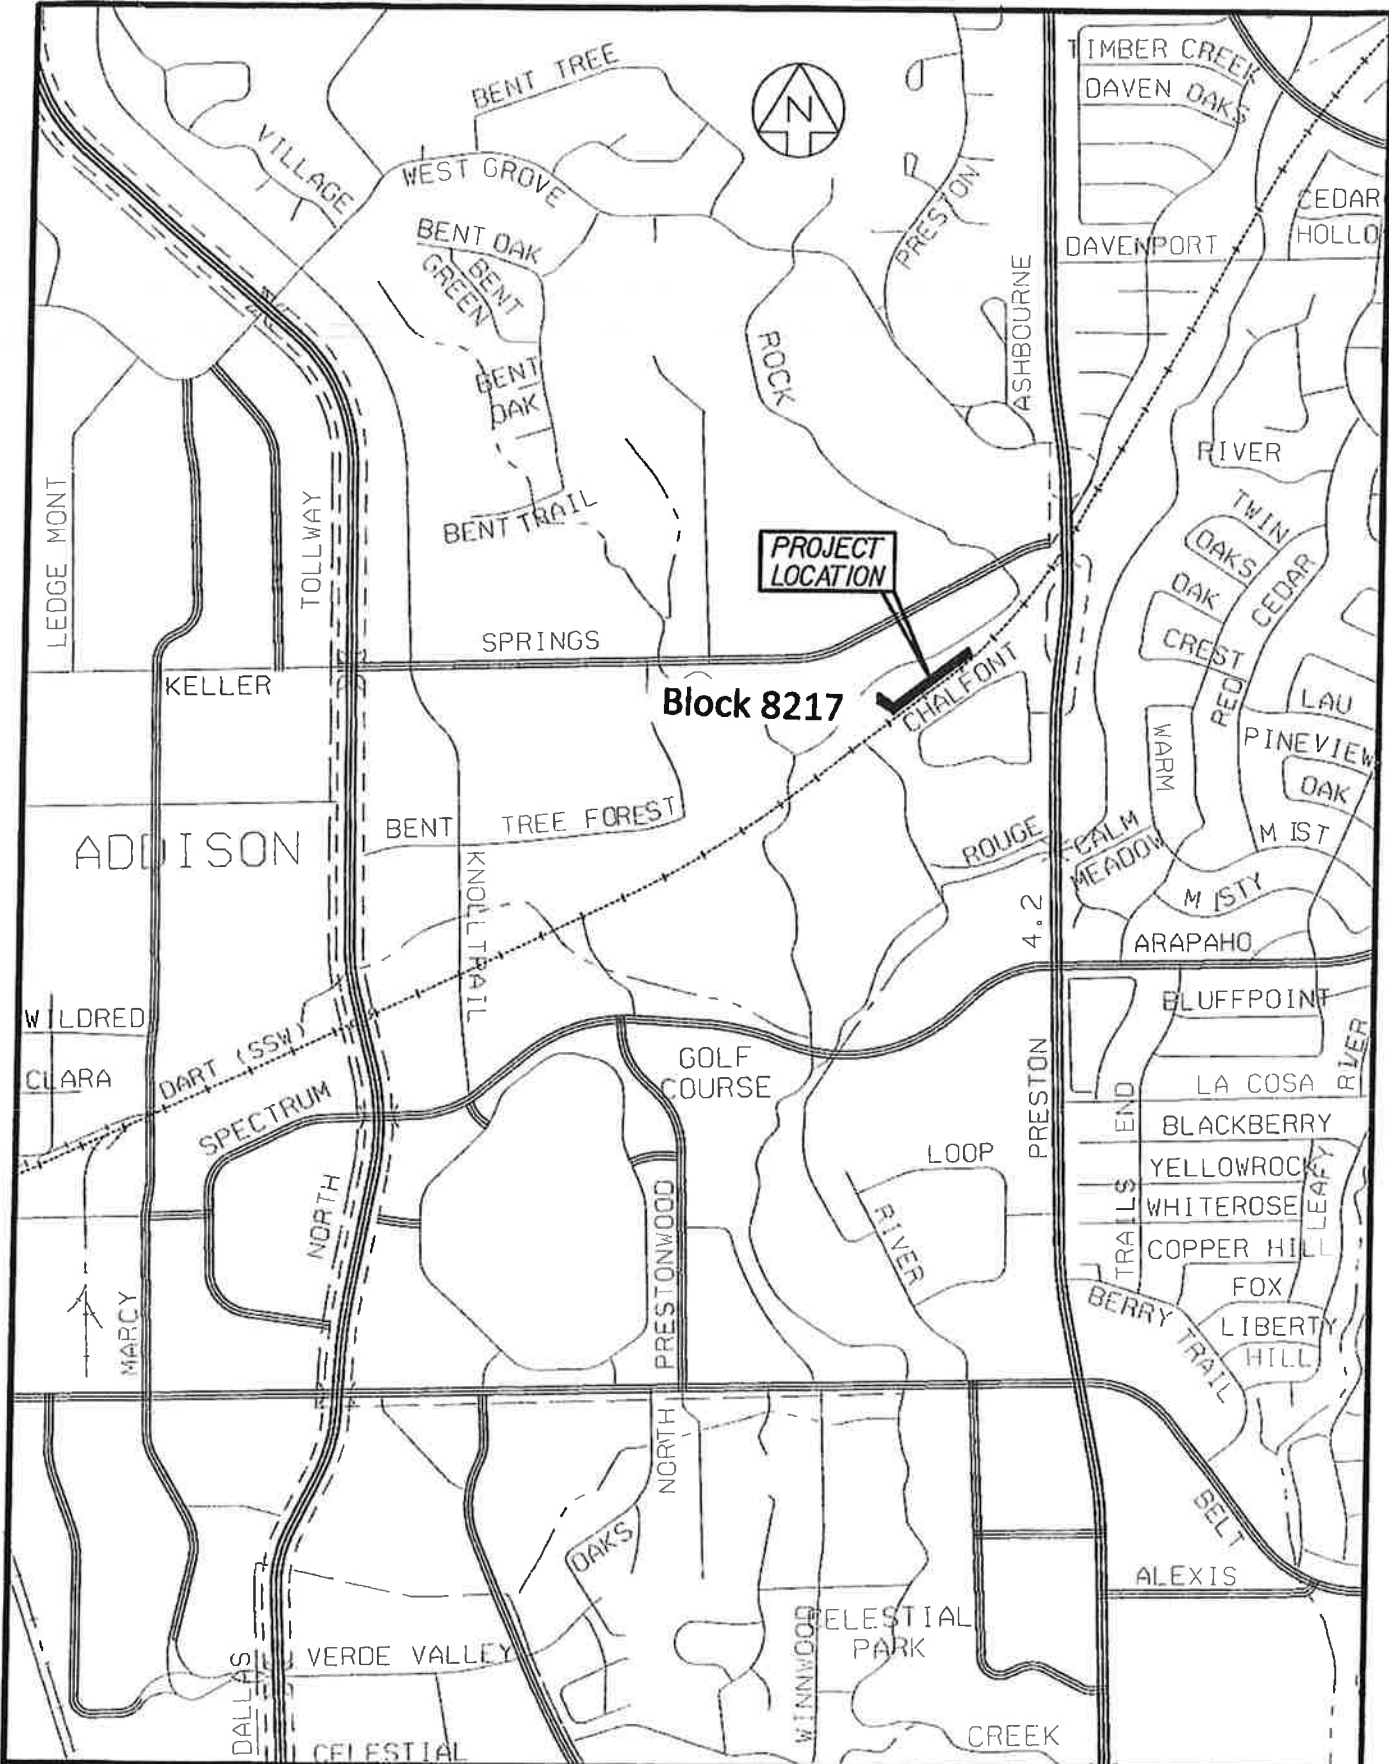 TIMBER CREEK
DAVEN OAKS
BENT TREE
N
VILLAGE
WEST GROVE
PRESTON
CEDAR
HOLLO
BENT OAK
DAVENPORT
BENT
GREEN
ASHBOURNE
ROCK
BENT
OAK
RIVER
LEDGE MONT
TOLLWAY
BENT TRAIL
TWIN
OAKS
PROJECT
LOCATION
OAK
CEDAR
CREST
RED
SPRINGS
KELLER
Block 8217
CHALFONT
LAU
WARM
PINEVIEW
OAK
BENT
TREE FOREST
ADDISON
ROUGE
CALM
MEADOW
MIST
MISTY
KNOLL TRAIL
4.2
ARAPAHO
WILDRED
BLUFFPOINT
DART (SSW)
GOLF
COURSE
PRESTON
RIVER
CLARA
LA COSA
SPECTRUM
TRAILS END
BLACKBERRY
LOOP
YELLOWROCK
LEAFY
WHITEROSE
NORTH
PRESTONWOOD
RIVER
COPPER HILL
FOX
MARCY
BERRY TRAIL
LIBERTY
HILL
NORTH
BELT
OAKS
ALEXIS
WINNWOOD
CELESTIAL
PARK
VERDE VALLEY
DALLAS
CREEK
CELESTIAL